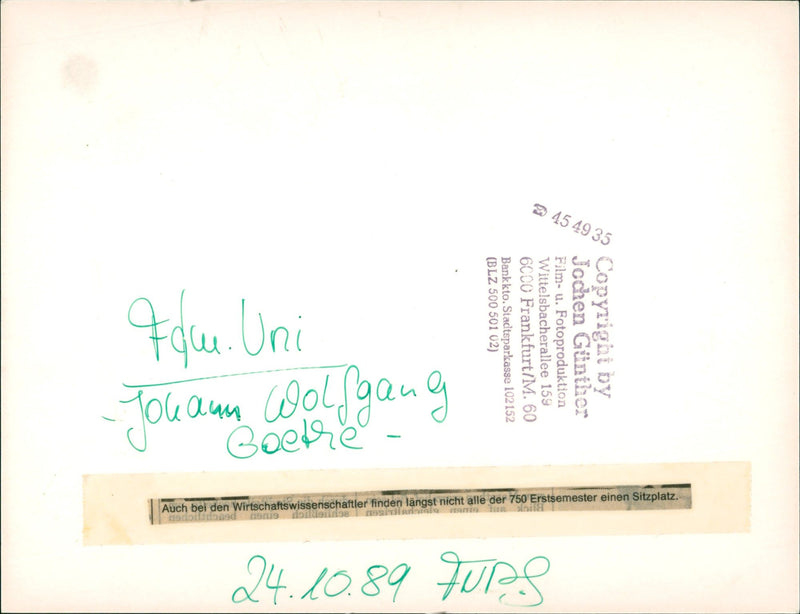 ☎ 454935
Copyright by
Jochen Günther
Film- u. Fotoproduktion
Wittelsbacherallee 159
6000 Frankfurt/M. 60
Bankkto. Stadtsparkasse 102152
(BLZ 500 501 02)
Ffm. Uni
- Johann Wolfgang
Goethe -
Auch bei den Wirtschaftswissenschaftler finden längst nicht alle der 750 Erstsemester einen Sitzplatz.
24.10.89